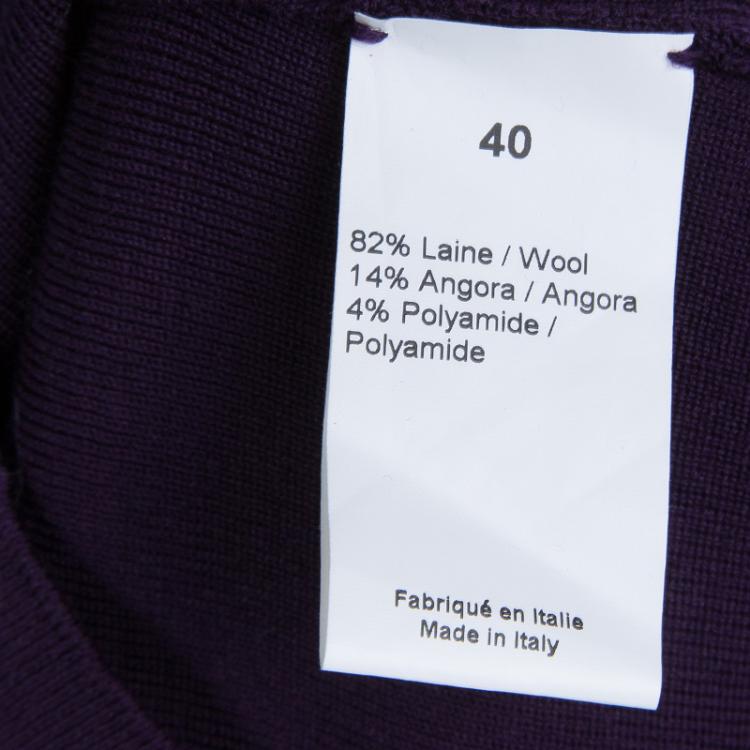 40
82% Laine / Wool
14% Angora / Angora
4% Polyamide /
Polyamide
Fabriqué en Italie
Made in Italy